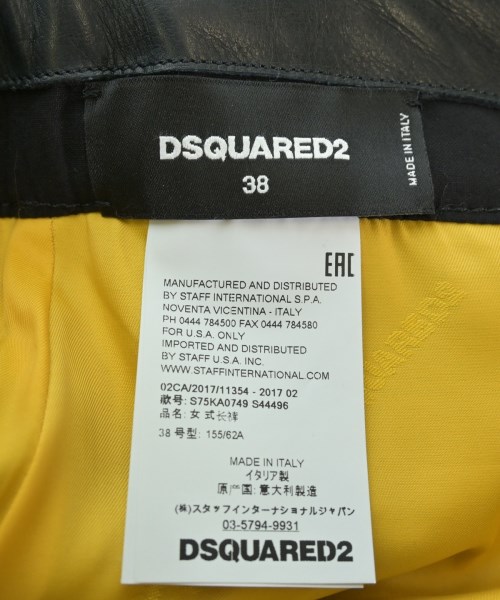 DSQUARED2
38
MADE IN ITALY
EAC
MANUFACTURED AND DISTRIBUTED
BY STAFF INTERNATIONAL S.P.A.
NOVENTA VICENTINA - ITALY
PH 0444 784500 FAX 0444 784580
FOR U.S.A. ONLY
IMPORTED AND DISTRIBUTED
BY STAFF U.S.A. INC.
WWW.STAFFINTERNATIONAL.COM
02CA/2017/11354 - 2017 02
款号: S75KA0749 S44496
品名: 女 式长裤
38 号型: 155/62A
MADE IN ITALY
イタリア製
原产国: 意大利製造
(株)スタッフインターナショナルジャパン
03-5794-9931
DSQUARED2